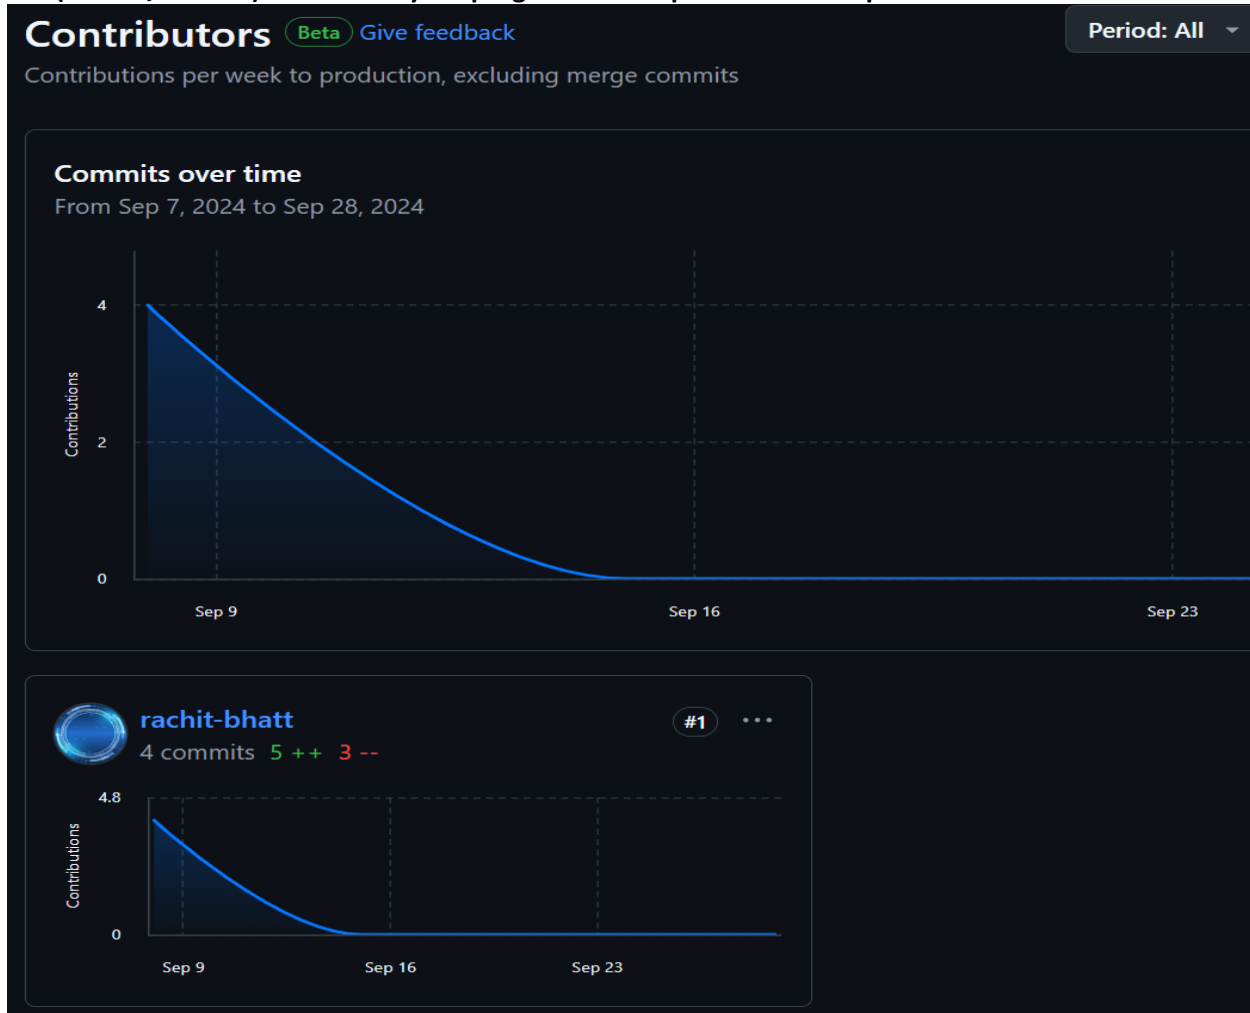 Contributors Beta Give feedback
Period: All
Contributions per week to production, excluding merge commits
Commits over time
From Sep 7, 2024 to Sep 28, 2024
4
Contributions
2
0
Sep 9 Sep 16 Sep 23
rachit-bhatt
#1 ...
4 commits 5 ++ 3 --
4.8
Contributions
0
Sep 9 Sep 16 Sep 23